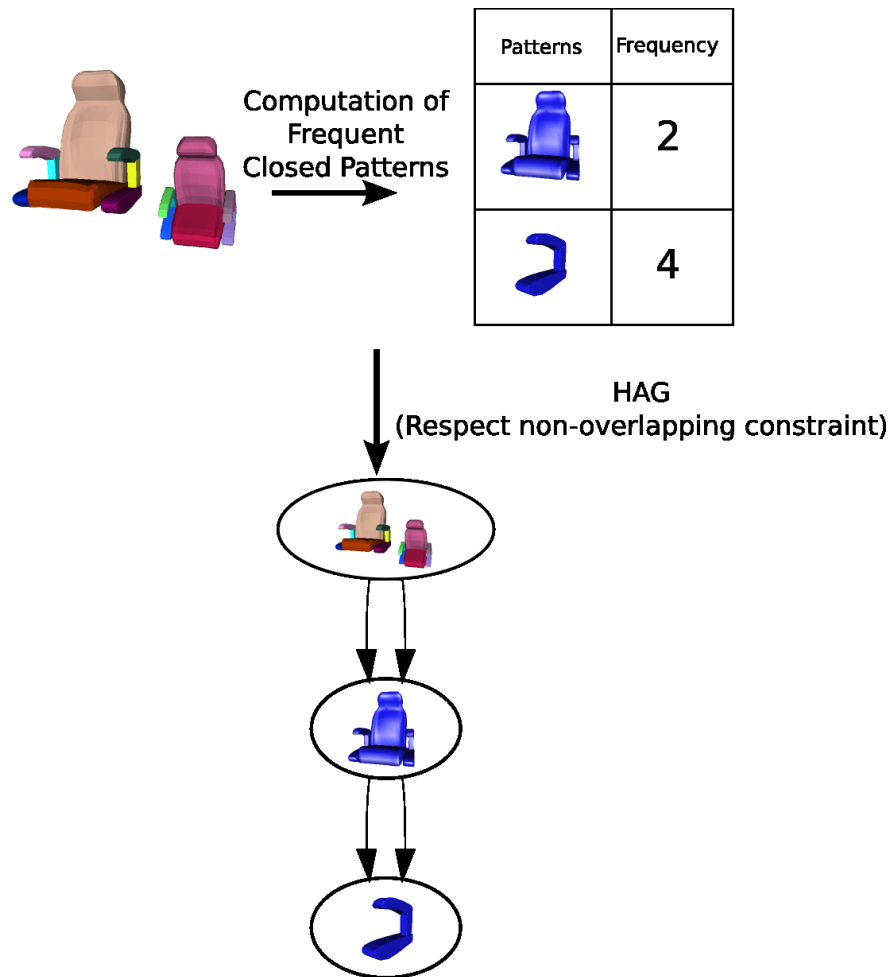 Patterns Frequency
Computation of
Frequent
Closed Patterns
2
4
HAG
(Respect non-overlapping constraint)